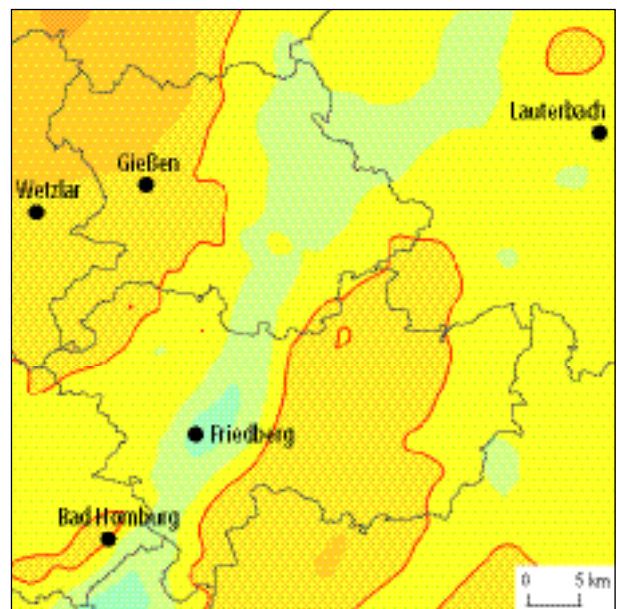 Lauterbach
Gießen
Wetzlar
Friedberg
Bad Homburg
0 5 km